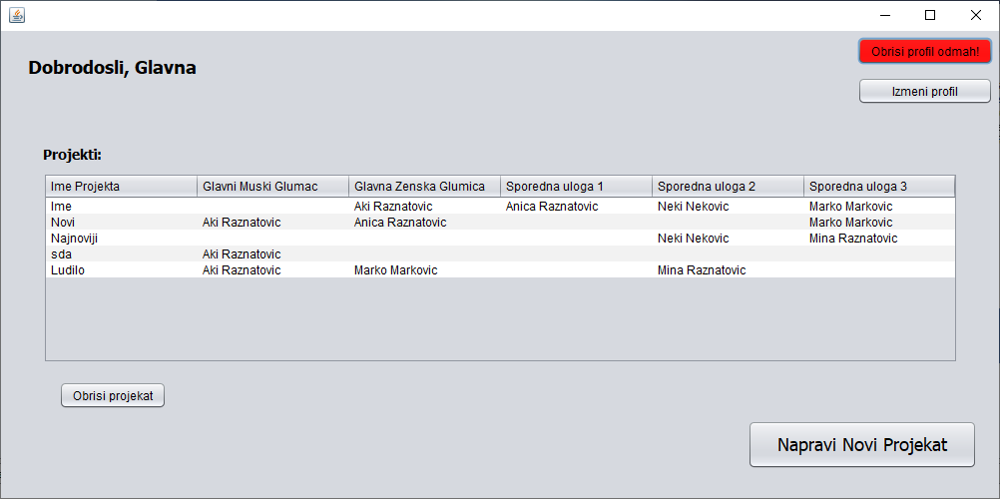 Obrisi profil odmah!
Dobrodosli, Glavna
Izmeni profil
Projekti:
Ime Projekta Glavni Muski Glumac Glavna Zenska Glumica Sporedna uloga 1 Sporedna uloga 2 Sporedna uloga 3
Ime Aki Raznatovic Anica Raznatovic Neki Nekovic Marko Markovic
Novi Aki Raznatovic Anica Raznatovic Marko Markovic
Najnoviji Neki Nekovic Mina Raznatovic
sda Aki Raznatovic
Ludilo Aki Raznatovic Marko Markovic Mina Raznatovic
Obrisi projekat
Napravi Novi Projekat